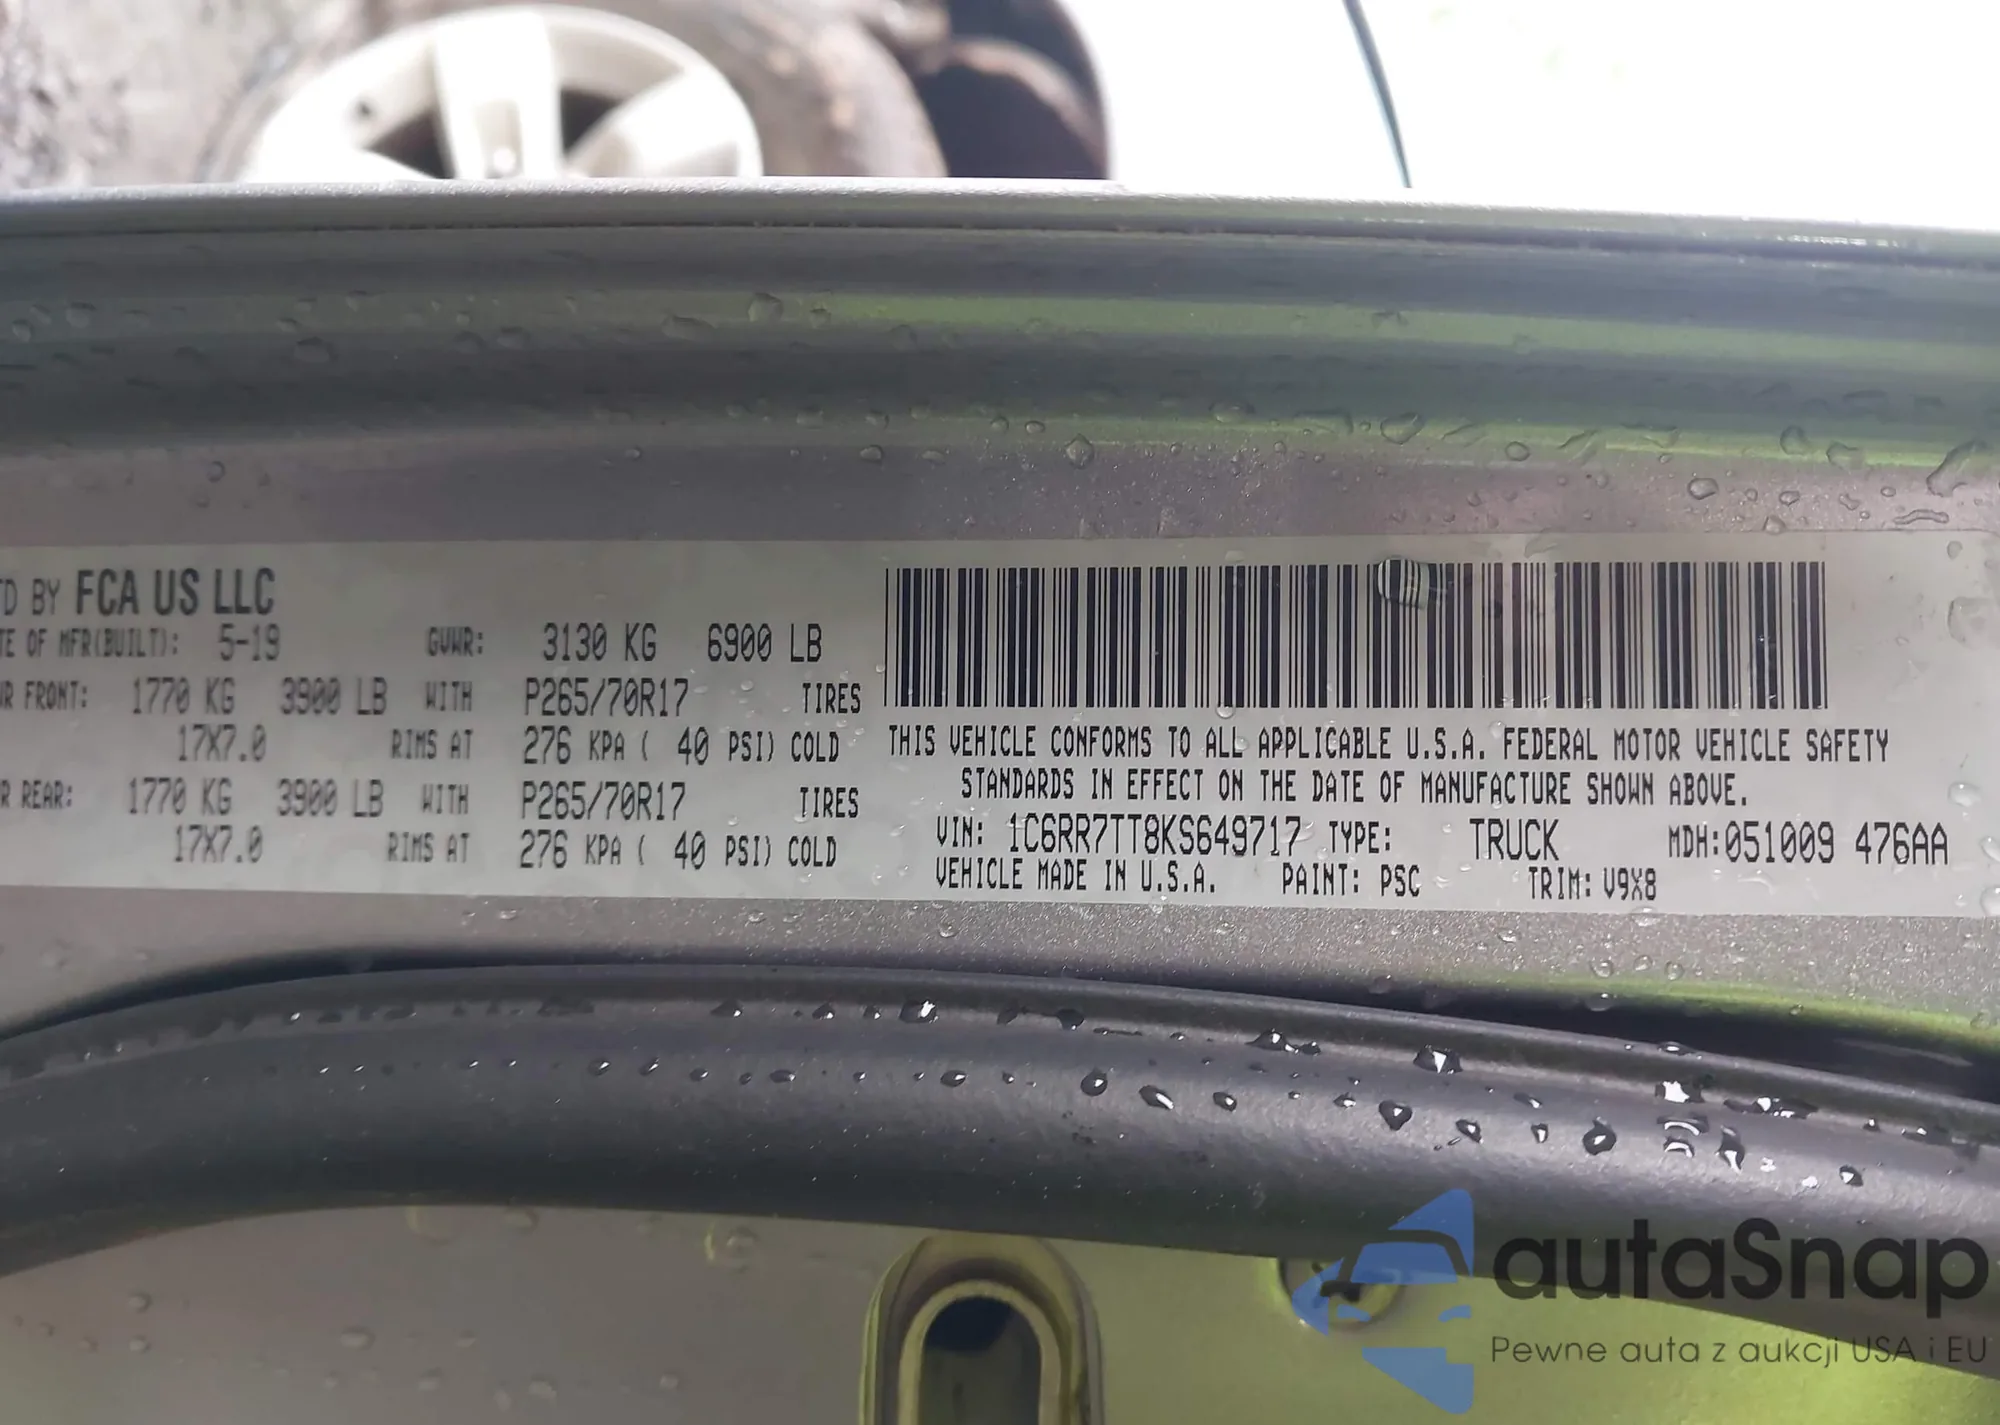 TD BY FCA US LLC
TE OF MFR(BUILT): 5-19 GVWR: 3130 KG 6900 LB
WR FRONT: 1770 KG 3900 LB WITH P265/70R17 TIRES
17X7.0 RIMS AT 276 KPA ( 40 PSI) COLD
R REAR: 1770 KG 3900 LB WITH P265/70R17 TIRES
17X7.0 RIMS AT 276 KPA ( 40 PSI) COLD
THIS VEHICLE CONFORMS TO ALL APPLICABLE U.S.A. FEDERAL MOTOR VEHICLE SAFETY
STANDARDS IN EFFECT ON THE DATE OF MANUFACTURE SHOWN ABOVE.
VIN: 1C6RR7TT8KS649717 TYPE: TRUCK MDH:051009 476AA
VEHICLE MADE IN U.S.A. PAINT: PSC TRIM: V9X8
autaSnap
Pewne auta z aukcji USA i EU